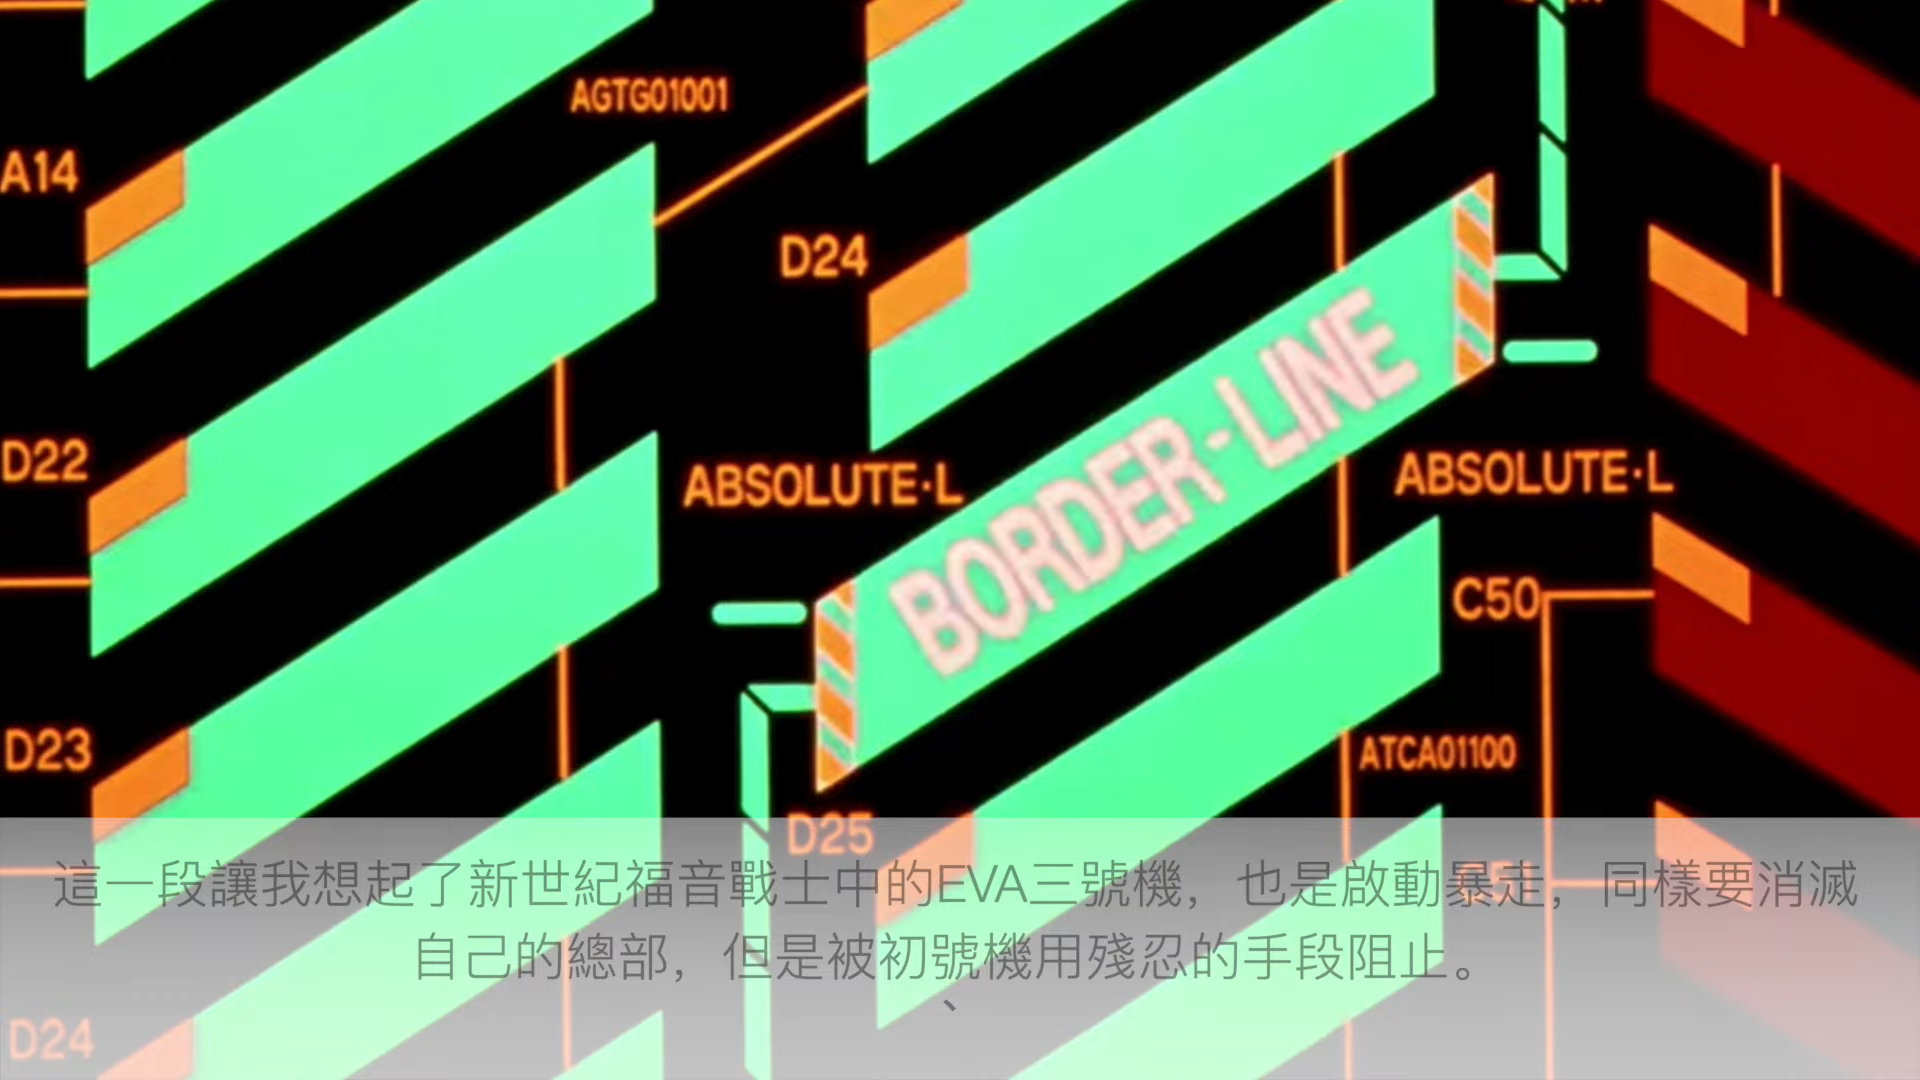 AGTG01001
A14
D24
D22
ABSOLUTE·L
BORDER-LINE
ABSOLUTE·L
C50
D23
ATCA01100
D25
這一段讓我想起了新世紀福音戰士中的EVA三號機，也是啟動暴走，同樣要消滅
自己的總部，但是被初號機用殘忍的手段阻止。
、
D24